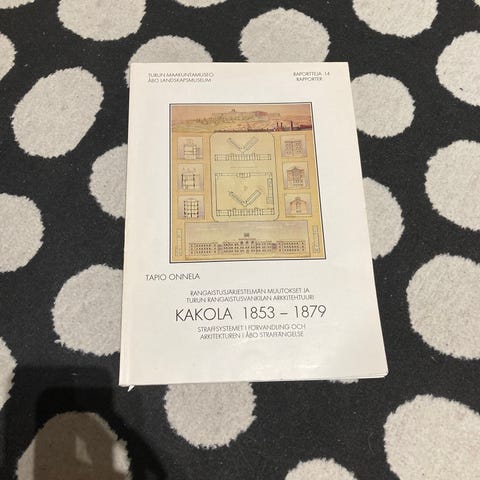 TURUN MAAKUNTAMUSEO
ÅBO LANDSKAPSMUSEUM
RAPORTTEJA 14
RAPPORTER
TAPIO ONNELA
RANGAISTUSJÄRJESTELMÄN MUUTOKSET JA
TURUN RANGAISTUSVANKILAN ARKKITEHTUURI
KAKOLA 1853 – 1879
STRAFFSYSTEMET I FÖRVANDLING OCH
ARKITEKTUREN I ÅBO STRAFFÄNGELSE